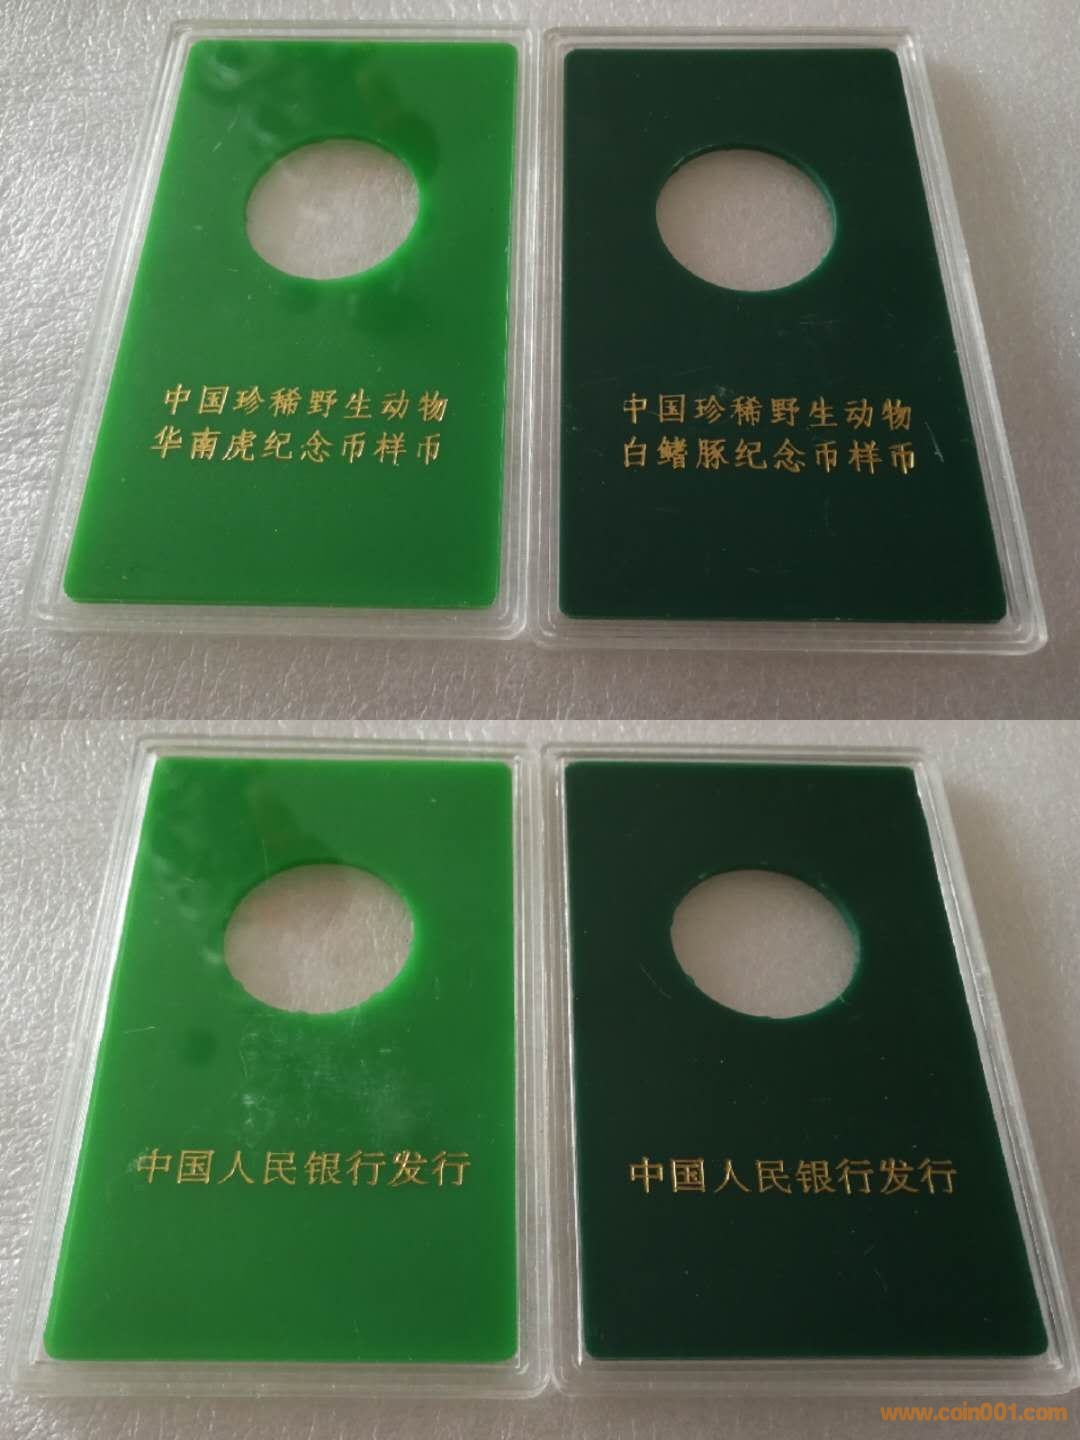 中国珍稀野生动物
华南虎纪念币样币
中国珍稀野生动物
白鳍豚纪念币样币
中国人民银行发行
中国人民银行发行
www.coin001.com